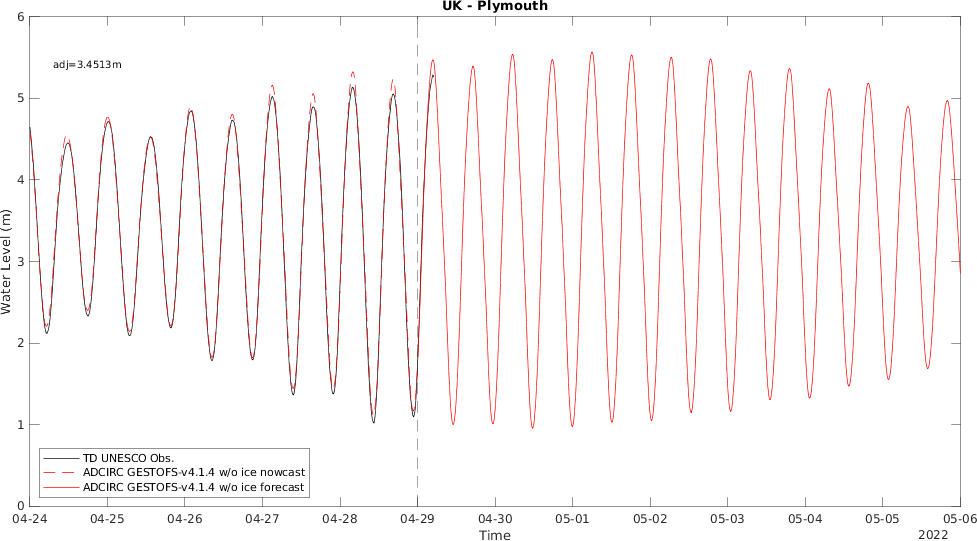 UK - Plymouth
6
adj=3.4513m
5
4
3
2
1
0
Water Level (m)
TD UNESCO Obs.
ADCIRC GESTOFS-v4.1.4 w/o ice nowcast
ADCIRC GESTOFS-v4.1.4 w/o ice forecast
04-24 04-25 04-26 04-27 04-28 04-29 04-30 05-01 05-02 05-03 05-04 05-05 05-06
Time
2022